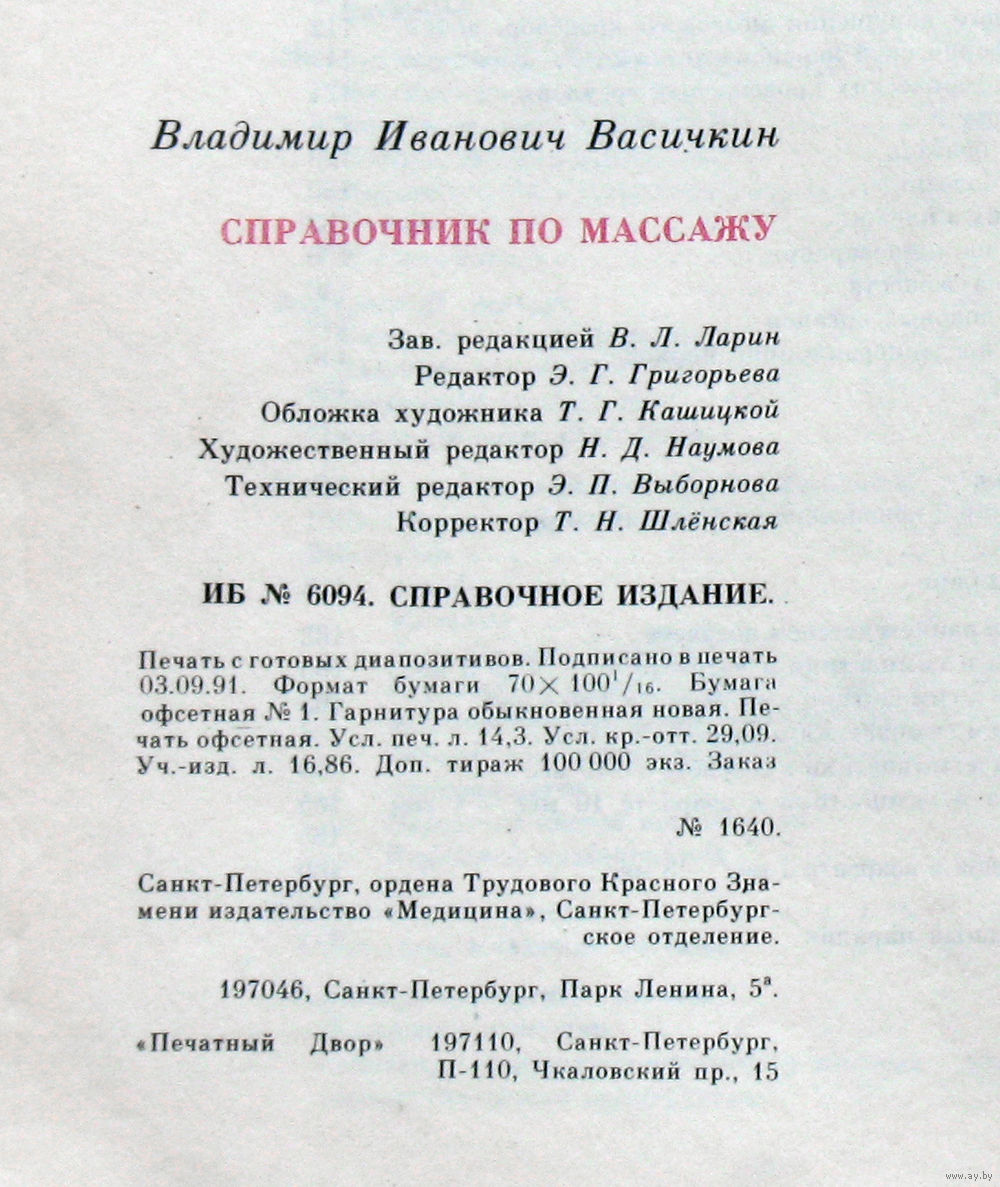 Владимир Иванович Васичкин
СПРАВОЧНИК ПО МАССАЖУ
Зав. редакцией В. Л. Ларин
Редактор Э. Г. Григорьева
Обложка художника Т. Г. Кашицкой
Художественный редактор Н. Д. Наумова
Технический редактор Э. П. Выборнова
Корректор Т. Н. Шлёнская
ИБ № 6094. СПРАВОЧНОЕ ИЗДАНИЕ.
Печать с готовых диапозитивов. Подписано в печать
03.09.91. Формат бумаги 70×100¹/₁₆. Бумага
офсетная № 1. Гарнитура обыкновенная новая. Пе-
чать офсетная. Усл. печ. л. 14,3. Усл. кр.-отт. 29,09.
Уч.-изд. л. 16,86. Доп. тираж 100 000 экз. Заказ
№ 1640.
Санкт-Петербург, ордена Трудового Красного Зна-
мени издательство «Медицина», Санкт-Петербург-
ское отделение.
197046, Санкт-Петербург, Парк Ленина, 5ª.
«Печатный Двор» 197110, Санкт-Петербург,
П-110, Чкаловский пр., 15
www.ay.by